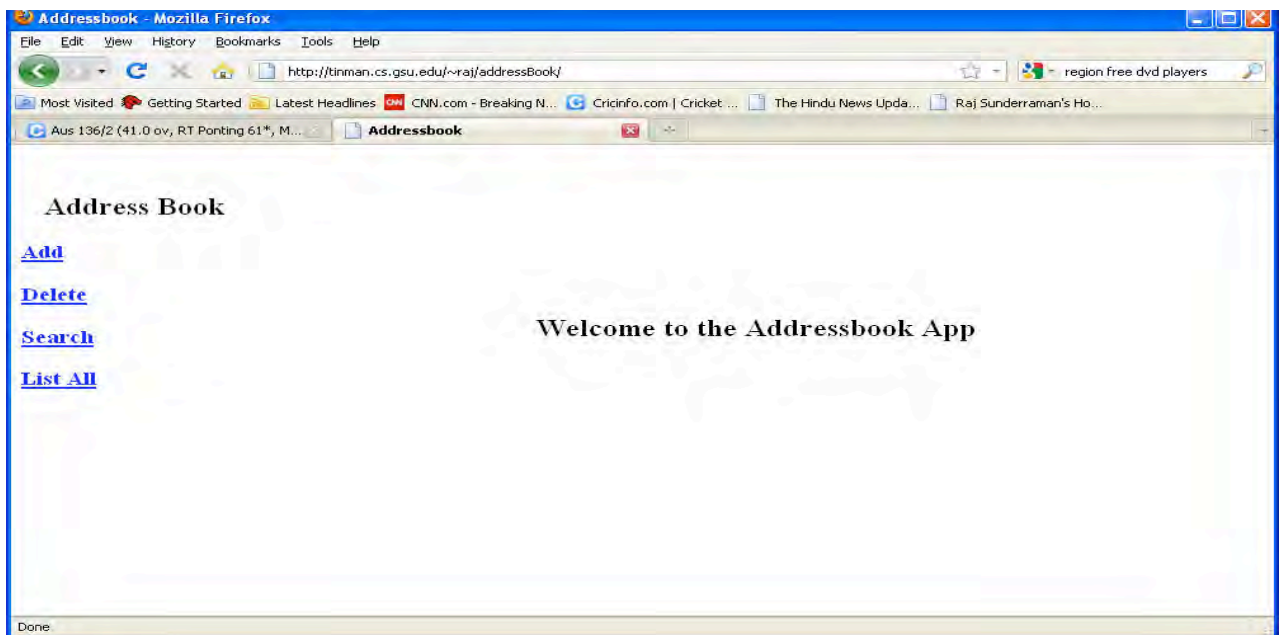 Addressbook - Mozilla Firefox
File Edit View History Bookmarks Tools Help
http://tinman.cs.gsu.edu/~raj/addressBook/ region free dvd players
Most Visited Getting Started Latest Headlines CNN CNN.com - Breaking N... Cricinfo.com | Cricket ... The Hindu News Upda... Raj Sunderraman's Ho...
Aus 136/2 (41.0 ov, RT Ponting 61*, M... Addressbook
Address Book
Add
Delete
Search
List All
Welcome to the Addressbook App
Done